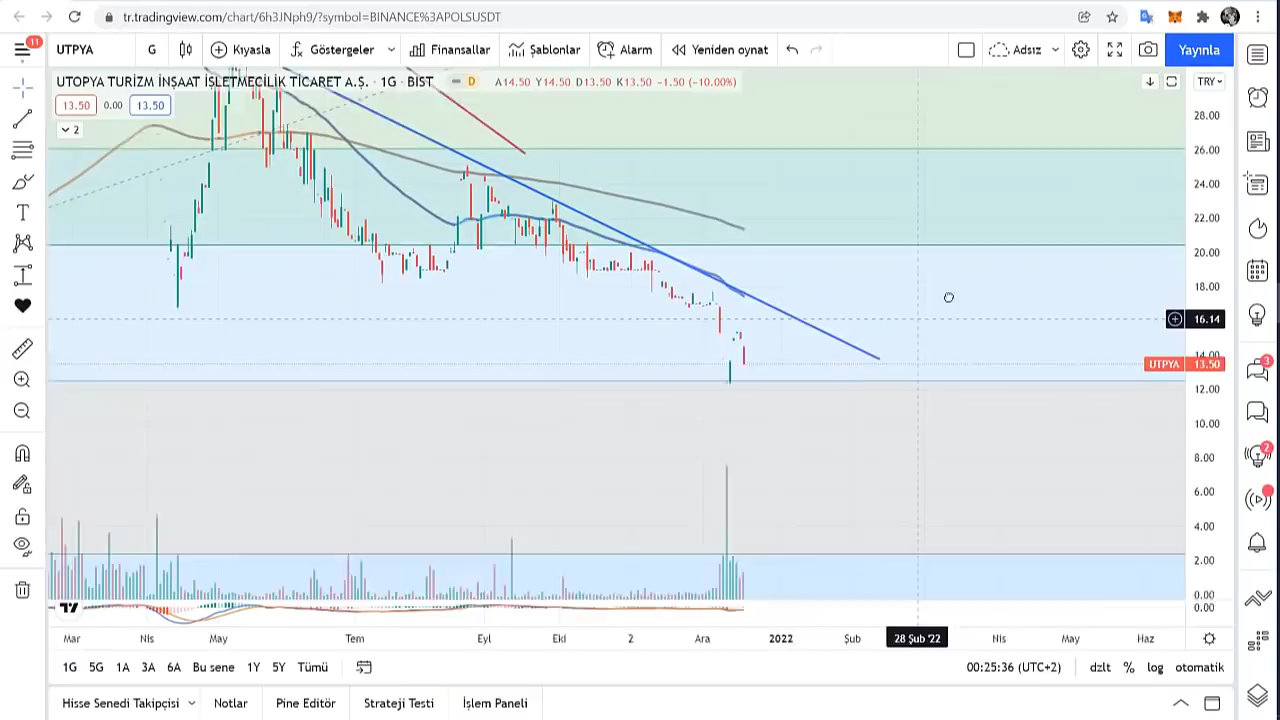 tr.tradingview.com/chart/6h3JNph9/?symbol=BINANCE%3APOLSUSDT
11
UTPYA G Kıyasla Göstergeler Finansallar Şablonlar Alarm Yeniden oynat Adsız Yayınla
UTOPYA TURİZM İNŞAAT İŞLETMECİLİK TİCARET A.Ş. · 1G · BIST D A14.50 Y14.50 D13.50 K13.50 -1.50 (-10.00%) TRY
13.50 0.00 13.50
2
28.00
26.00
24.00
22.00
20.00
18.00
16.14
14.00
UTPYA 13.50
3
12.00
10.00
2
8.00
6.00
4.00
2.00
0.00
0.00
Mar Nis May Tem Eyl Eki 2 Ara 2022 Şub 28 Şub '22 Nis May Haz
1G 5G 1A 3A 6A Bu sene 1Y 5Y Tümü 00:25:36 (UTC+2) dzlt % log otomatik
Hisse Senedi Takipçisi Notlar Pine Editör Strateji Testi İşlem Paneli